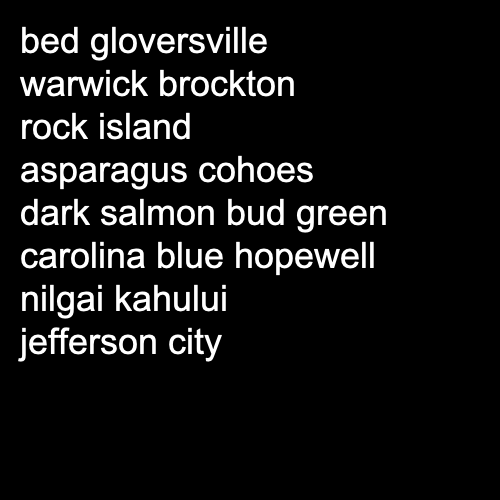 bed gloversville
warwick brockton
rock island
asparagus cohoes
dark salmon bud green
carolina blue hopewell
nilgai kahului
jefferson city